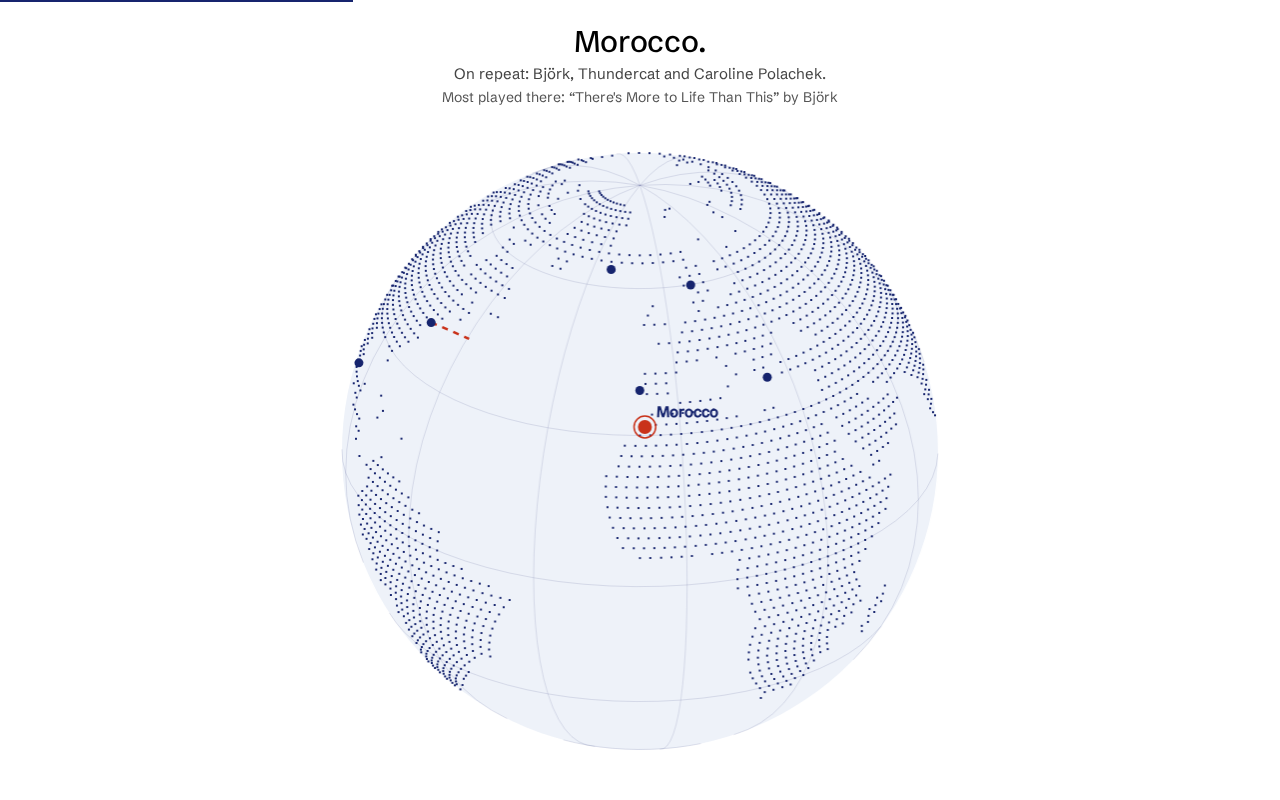 Morocco.
On repeat: Björk, Thundercat and Caroline Polachek.
Most played there: “There's More to Life Than This” by Björk
Morocco